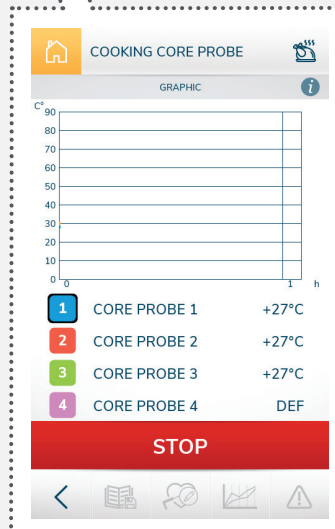 COOKING CORE PROBE
GRAPHIC
i
C°
90
80
70
60
50
40
30
20
10
0
0 1 h
1 CORE PROBE 1 +27°C
2 CORE PROBE 2 +27°C
3 CORE PROBE 3 +27°C
4 CORE PROBE 4 DEF
STOP